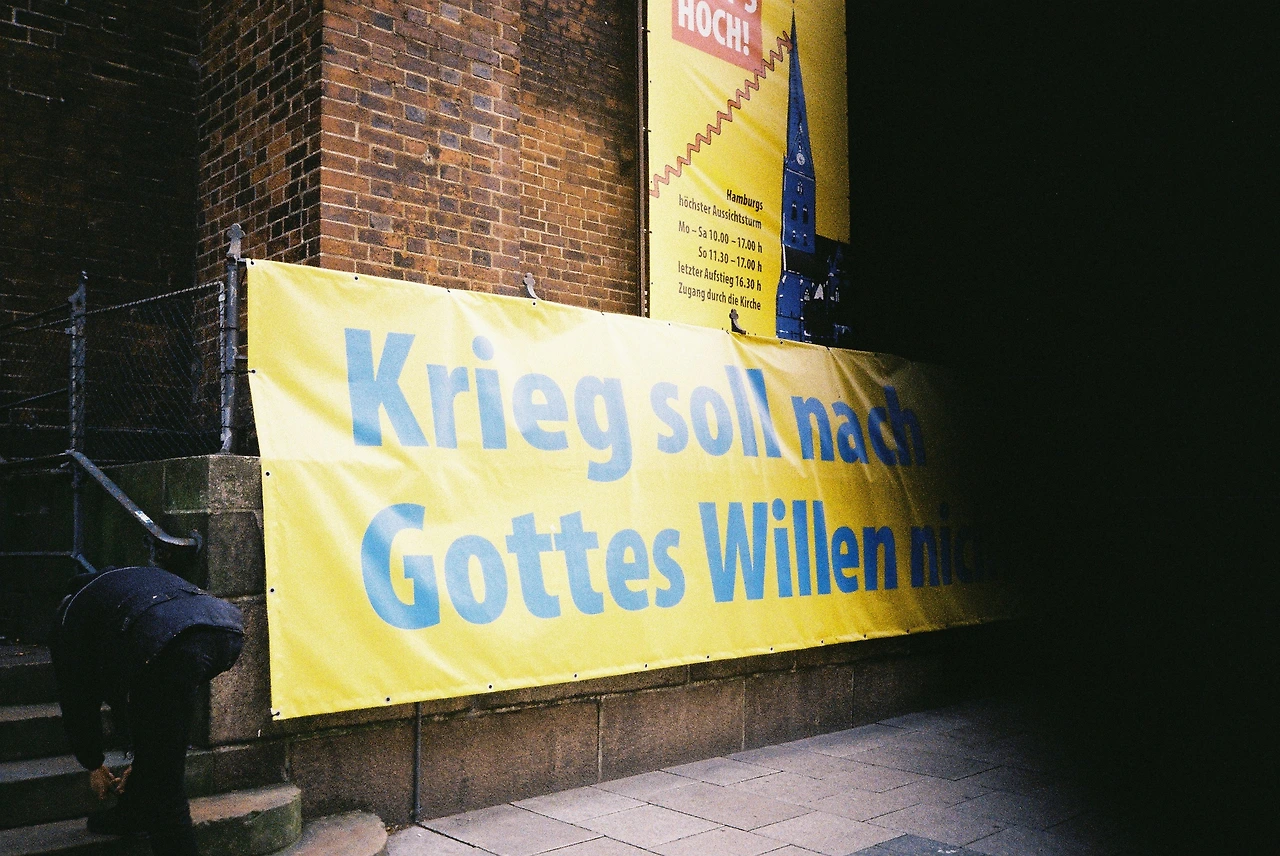 HOCH!
Hamburgs
höchster Aussichtsturm
Mo – Sa 10.00 – 17.00 h
So 11.30 – 17.00 h
letzter Aufstieg 16.30 h
Zugang durch die Kirche
Krieg soll nach
Gottes Willen